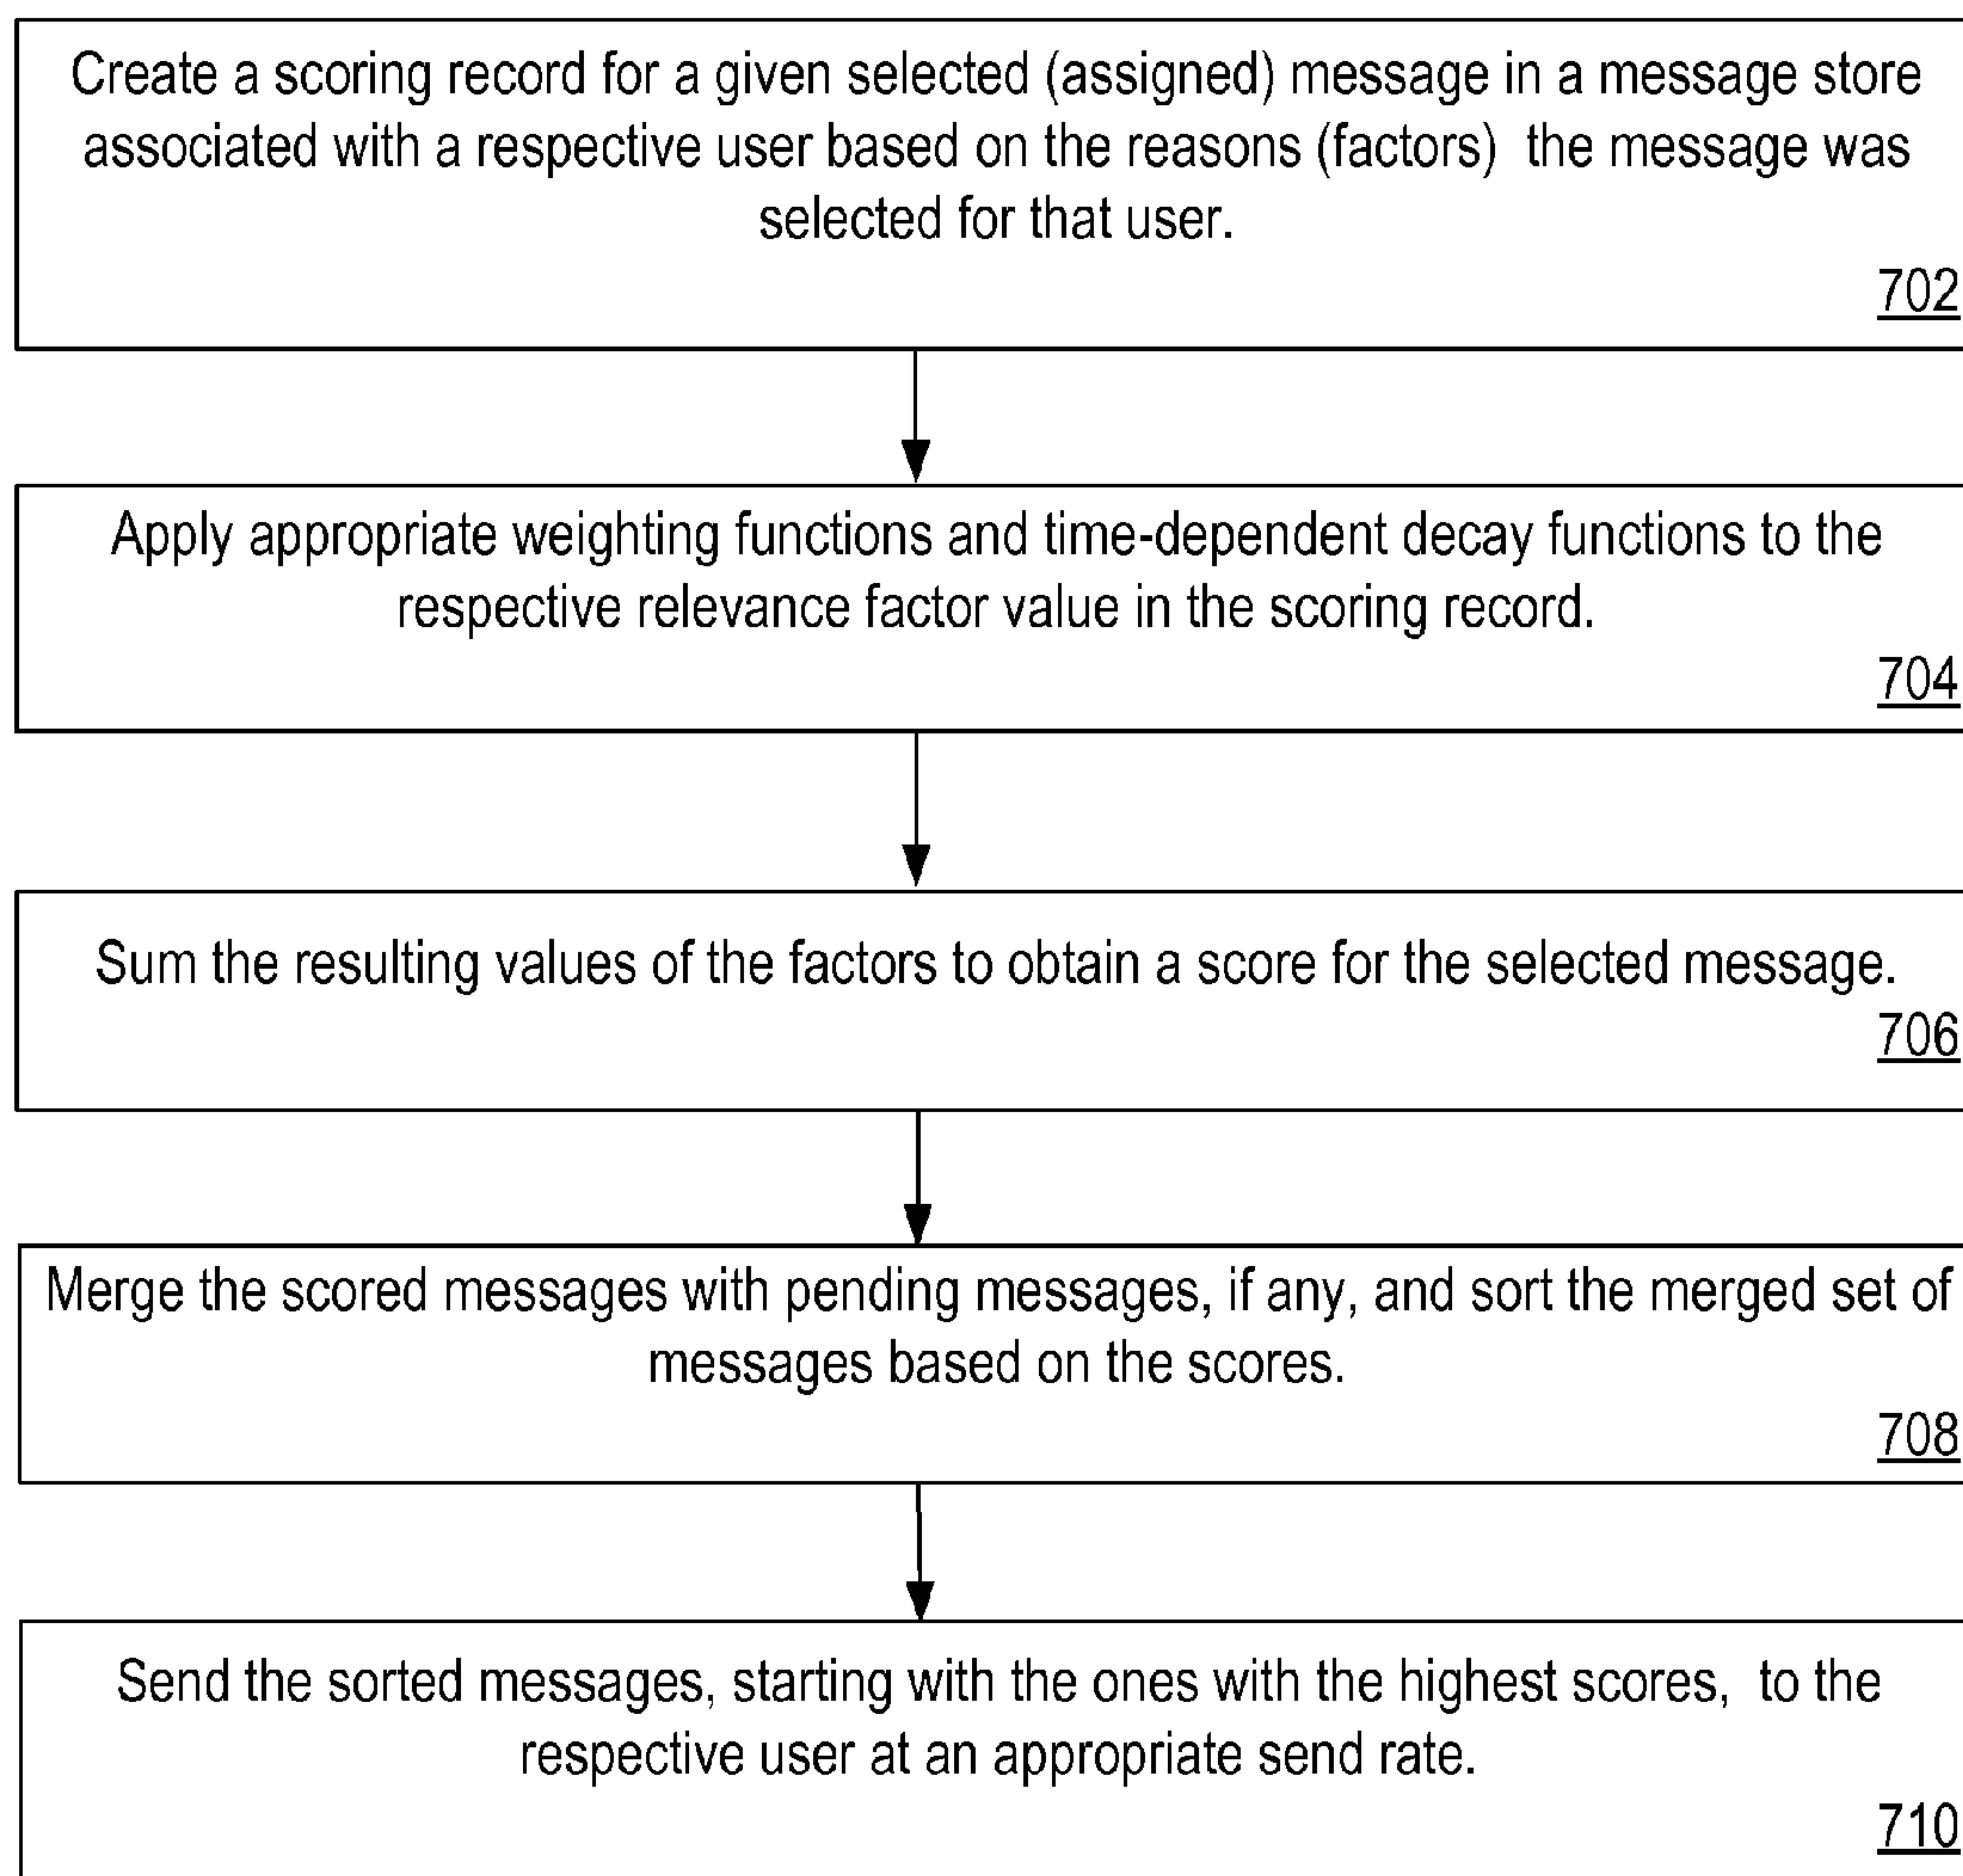 Create a scoring record for a given selected (assigned) message in a message store
associated with a respective user based on the reasons (factors) the message was
selected for that user.
702
Apply appropriate weighting functions and time-dependent decay functions to the
respective relevance factor value in the scoring record.
704
Sum the resulting values of the factors to obtain a score for the selected message.
706
Merge the scored messages with pending messages, if any, and sort the merged set of
messages based on the scores.
708
Send the sorted messages, starting with the ones with the highest scores, to the
respective user at an appropriate send rate.
710